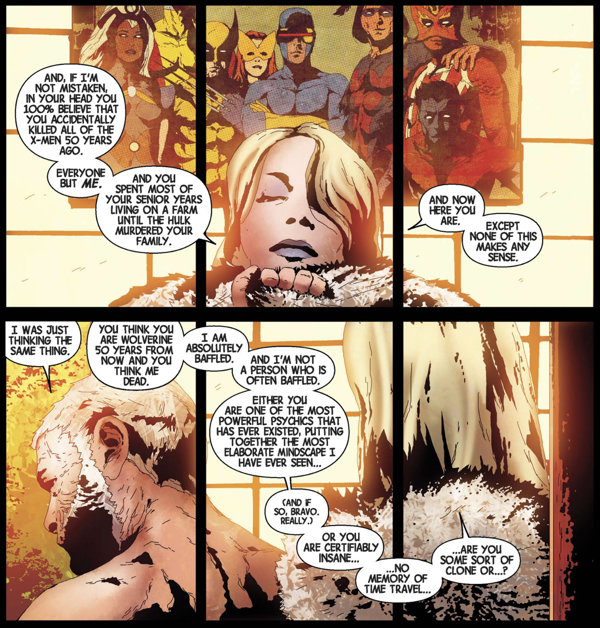 AND, IF I'M
NOT MISTAKEN,
IN YOUR HEAD YOU
100% BELIEVE THAT
YOU ACCIDENTALLY
KILLED ALL OF THE
X-MEN 50 YEARS
AGO.
EVERYONE
BUT ME.
AND YOU
SPENT MOST OF
YOUR SENIOR YEARS
LIVING ON A FARM
UNTIL THE HULK
MURDERED YOUR
FAMILY.
AND NOW
HERE YOU
ARE.
EXCEPT
NONE OF THIS
MAKES ANY
SENSE.
I WAS JUST
THINKING THE
SAME THING.
YOU THINK YOU
ARE WOLVERINE
50 YEARS FROM
NOW AND YOU
THINK ME
DEAD.
I AM
ABSOLUTELY
BAFFLED.
AND I'M NOT
A PERSON WHO IS
OFTEN BAFFLED.
EITHER YOU
ARE ONE OF THE MOST
POWERFUL PSYCHICS THAT
HAS EVER EXISTED, PUTTING
TOGETHER THE MOST
ELABORATE MINDSCAPE I
HAVE EVER SEEN...
(AND IF
SO, BRAVO.
REALLY.)
OR YOU
ARE CERTIFIABLY
INSANE...
...NO
MEMORY OF
TIME TRAVEL...
...ARE YOU
SOME SORT OF
CLONE OR...?